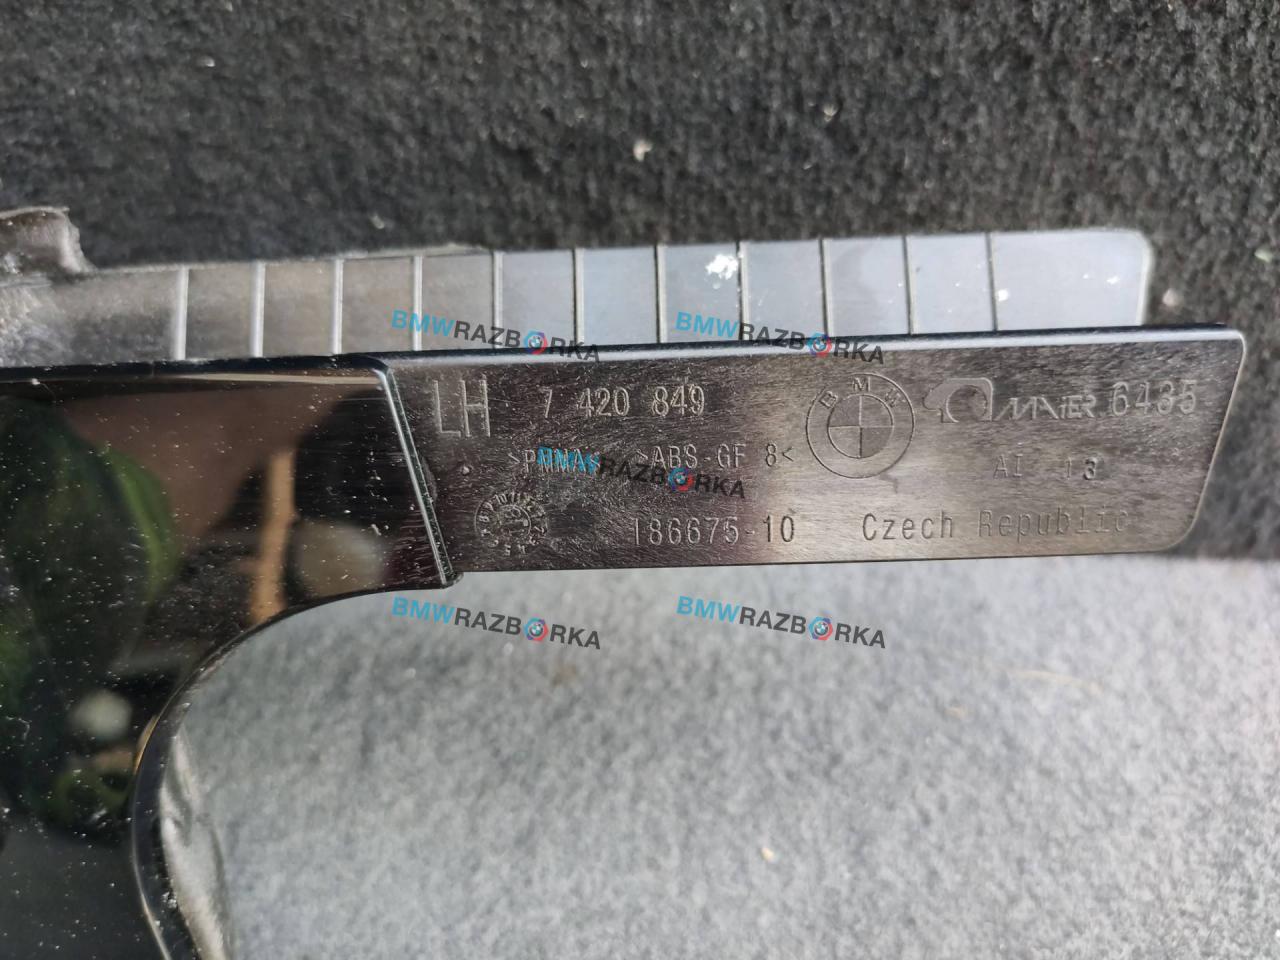 BMWRAZBORKA BMWRAZBORKA
LH 7 420 849 BMW MAIER 6435
>PMMA< >ABS-GF 8< AI 13
BMWRAZBORKA
186675-10 Czech Republic
BMWRAZBORKA BMWRAZBORKA